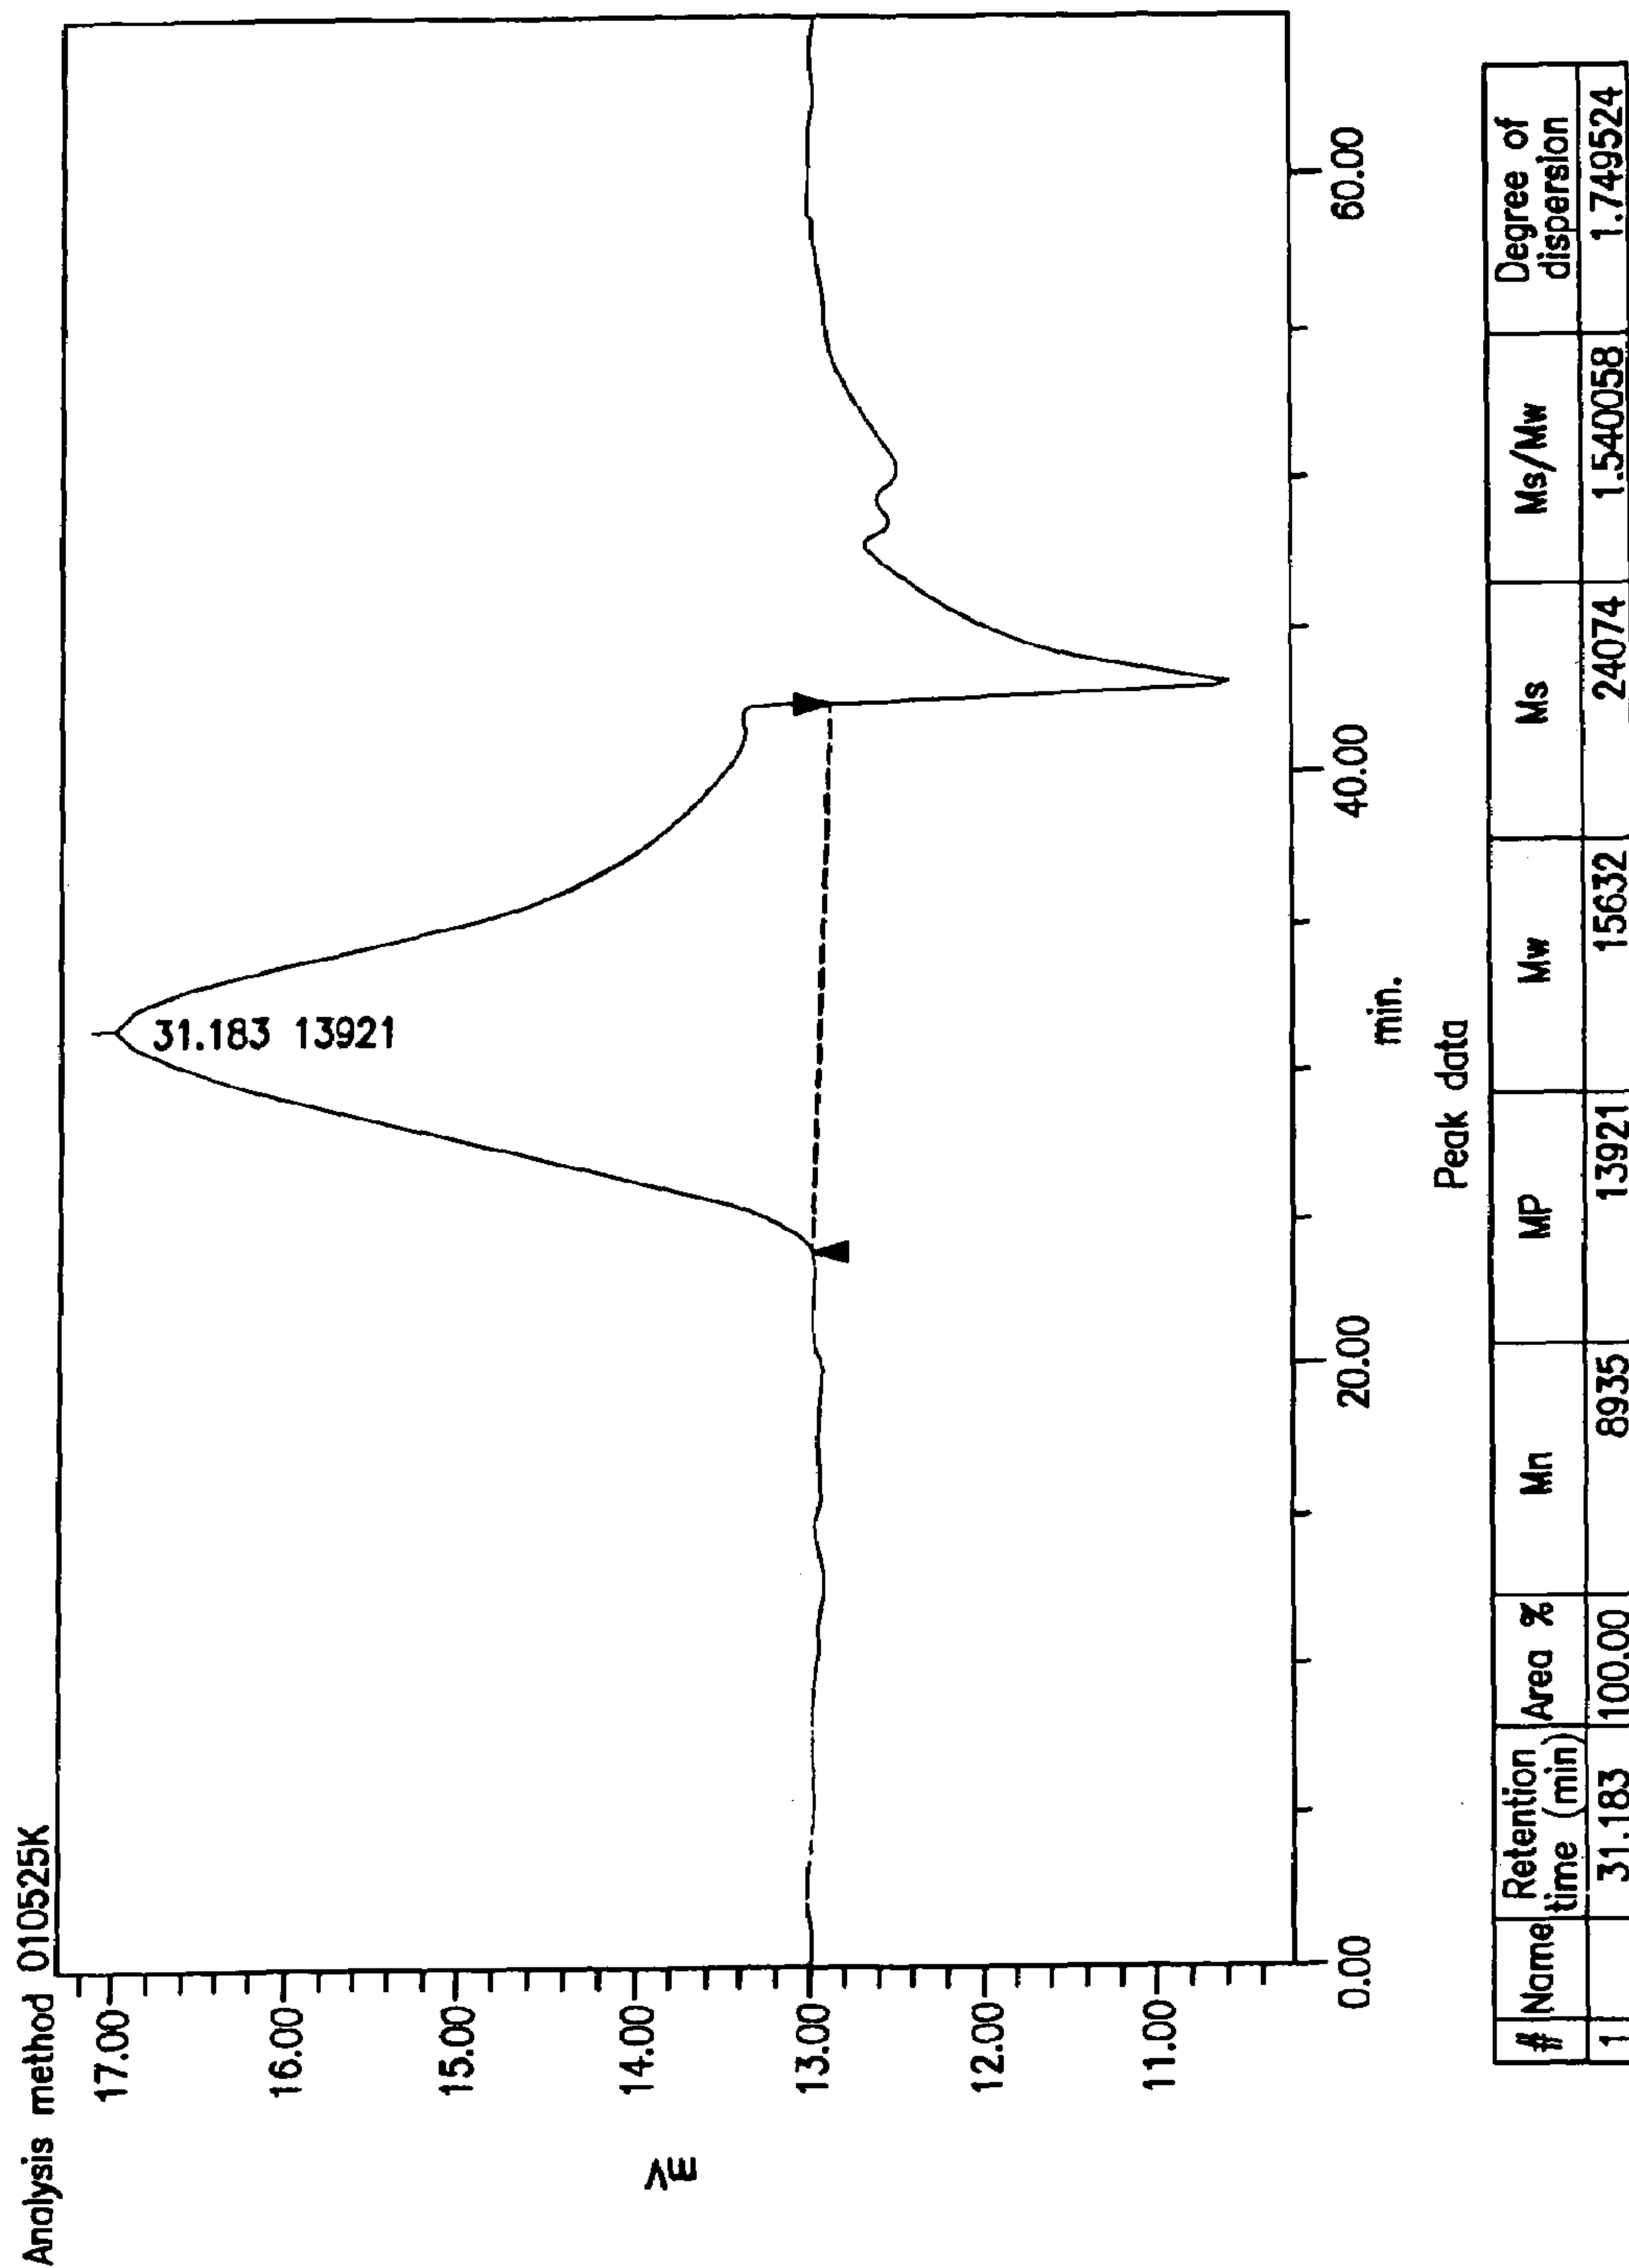 Analysis method 010525K
17.00
16.00
15.00
14.00
13.00
12.00
11.00
mV
31.183 13921
0.00 20.00 40.00 60.00
min.
Peak data
# Name Retention time (min) Area % Mn MP Mw Ms Ms/Mw Degree of dispersion
1 31.183 100.00 8935 13921 15632 24074 1.540058 1.749524